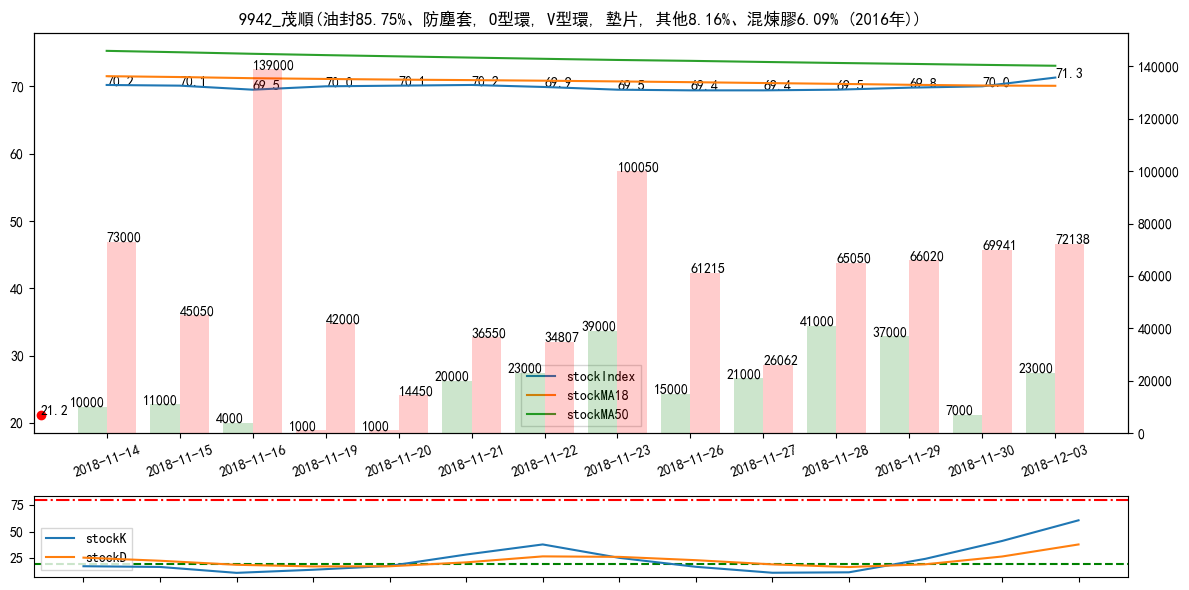 9942_茂順(油封85.75%、防塵套, O型環, V型環, 墊片, 其他8.16%、混煉膠6.09% (2016年))
70.2 70.1 69.5 70.0 70.1 70.2 69.9 69.5 69.4 69.4 69.5 69.8 70.0 71.3
70 60 50 40 30 20
140000 120000 100000 80000 60000 40000 20000 0
73000 45050 139000 42000 14450 36550 34807 100050 61215 26062 65050 66020 69941 72138
21.2
10000 11000 4000 1000 1000 20000 23000 39000 15000 21000 41000 37000 7000 23000
stockIndex
stockMA18
stockMA50
2018-11-14 2018-11-15 2018-11-16 2018-11-19 2018-11-20 2018-11-21 2018-11-22 2018-11-23 2018-11-26 2018-11-27 2018-11-28 2018-11-29 2018-11-30 2018-12-03
75 50 25
stockK
stockD